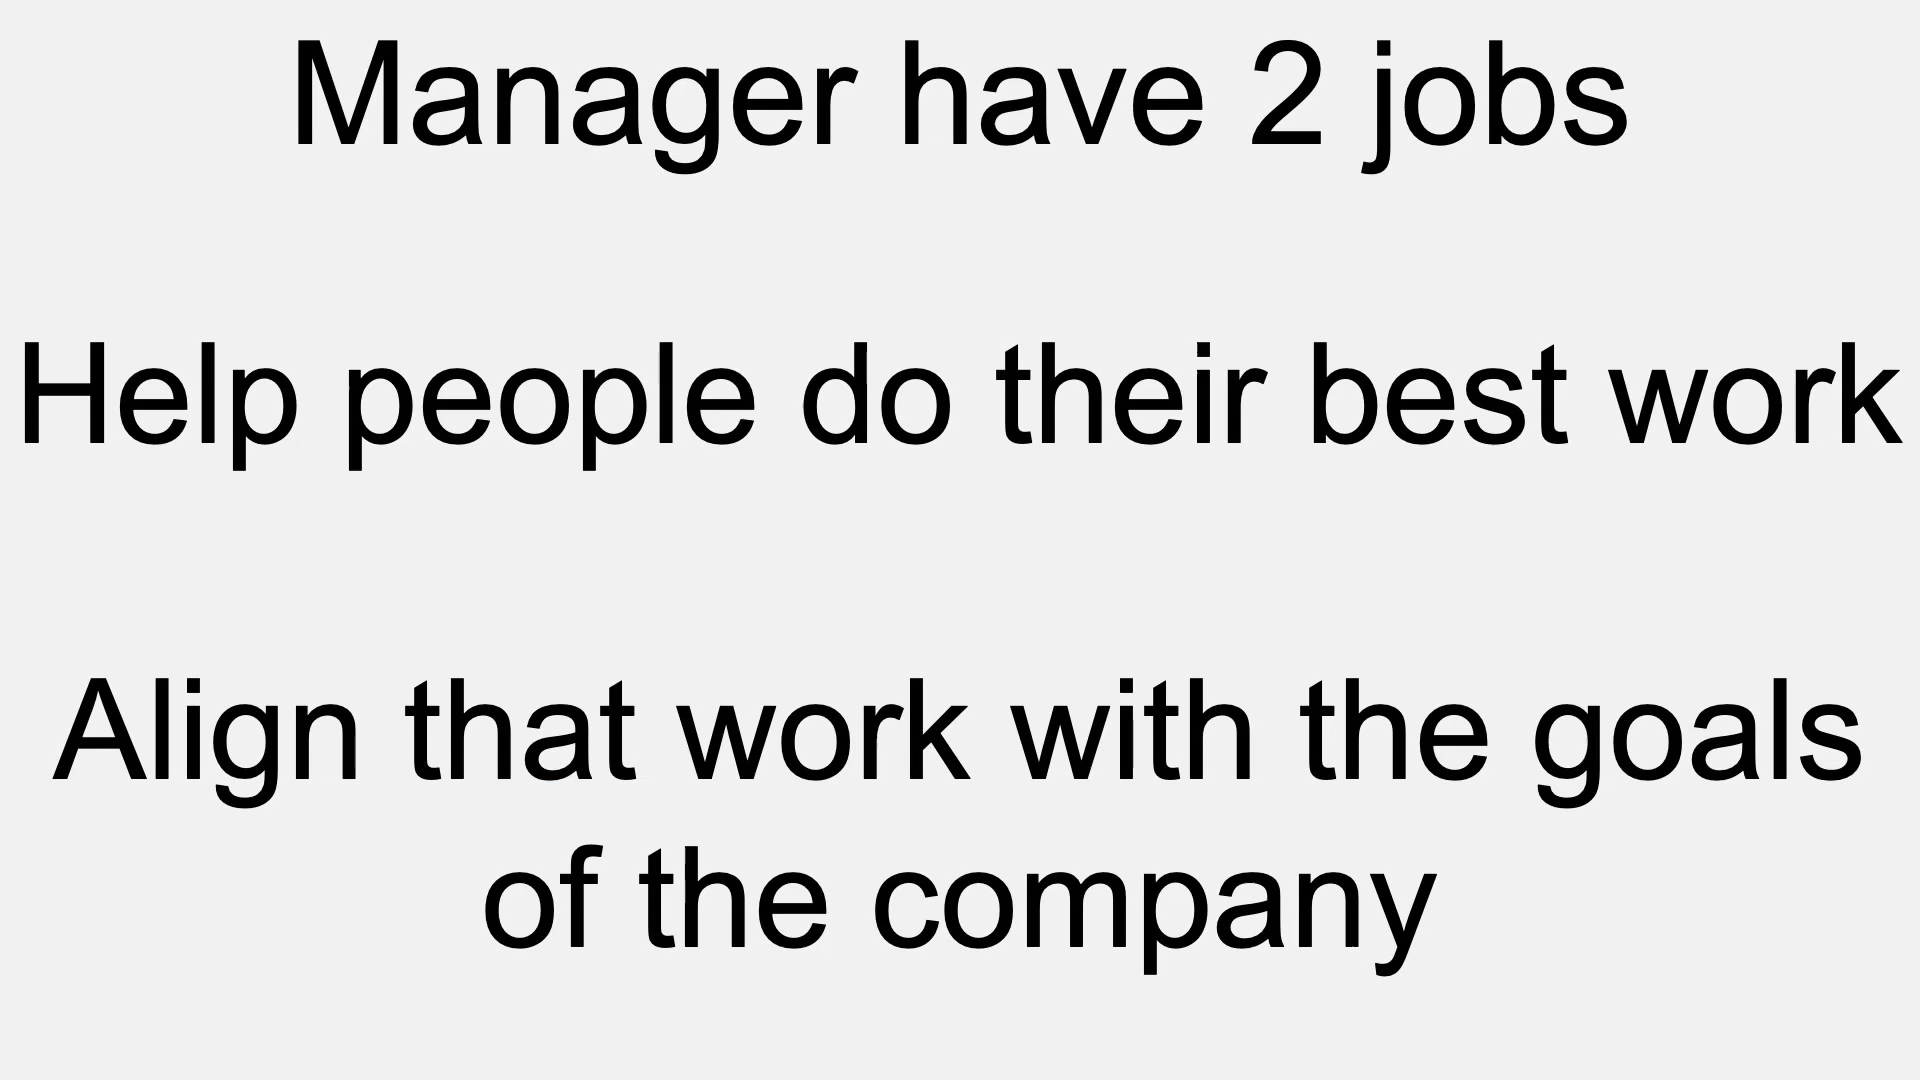 Manager have 2 jobs
Help people do their best work
Align that work with the goals
of the company